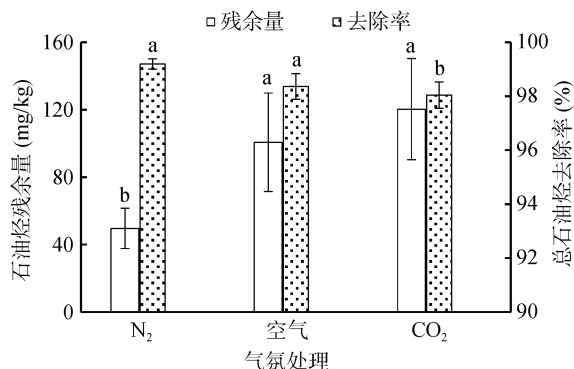 残余量 去除率
160
120
80
40
0
石油烃残余量 (mg/kg)
100
98
96
94
92
90
总石油烃去除率 (%)
b a
a a
a b
N₂ 空气 CO₂
气氛处理